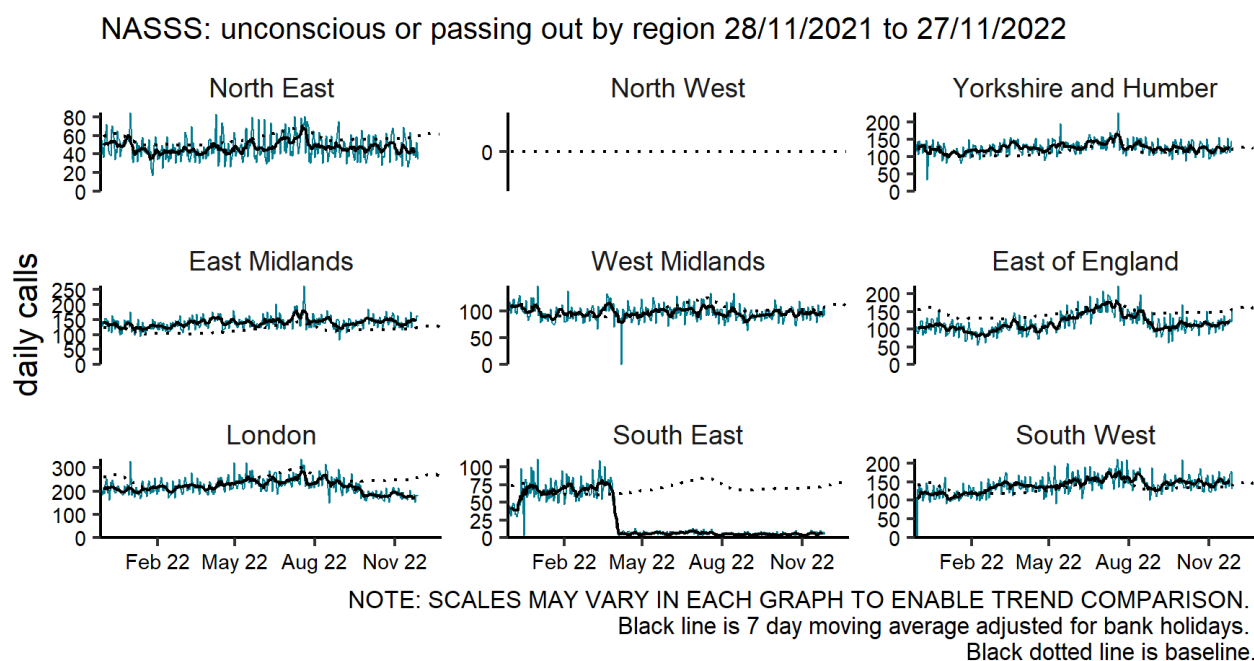 NASSS: unconscious or passing out by region 28/11/2021 to 27/11/2022
daily calls
North East
80
60
40
20
0
North West
0
Yorkshire and Humber
200
150
100
50
0
East Midlands
250
200
150
100
50
0
West Midlands
100
50
0
East of England
200
150
100
50
0
London
300
200
100
0
Feb 22 May 22 Aug 22 Nov 22
South East
100
75
50
25
0
Feb 22 May 22 Aug 22 Nov 22
South West
200
150
100
50
0
Feb 22 May 22 Aug 22 Nov 22
NOTE: SCALES MAY VARY IN EACH GRAPH TO ENABLE TREND COMPARISON.
Black line is 7 day moving average adjusted for bank holidays.
Black dotted line is baseline.